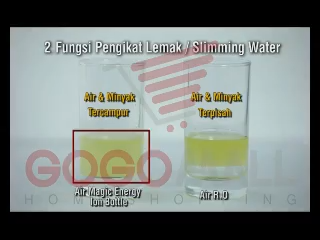 2 Fungsi Pengikat Lemak / Slimming Water
Air & Minyak
Tercampur
Air & Minyak
Terpisah
GOGO
HOME SHOPPING
Air Magic Energy
Ion Bottle
Air R.O